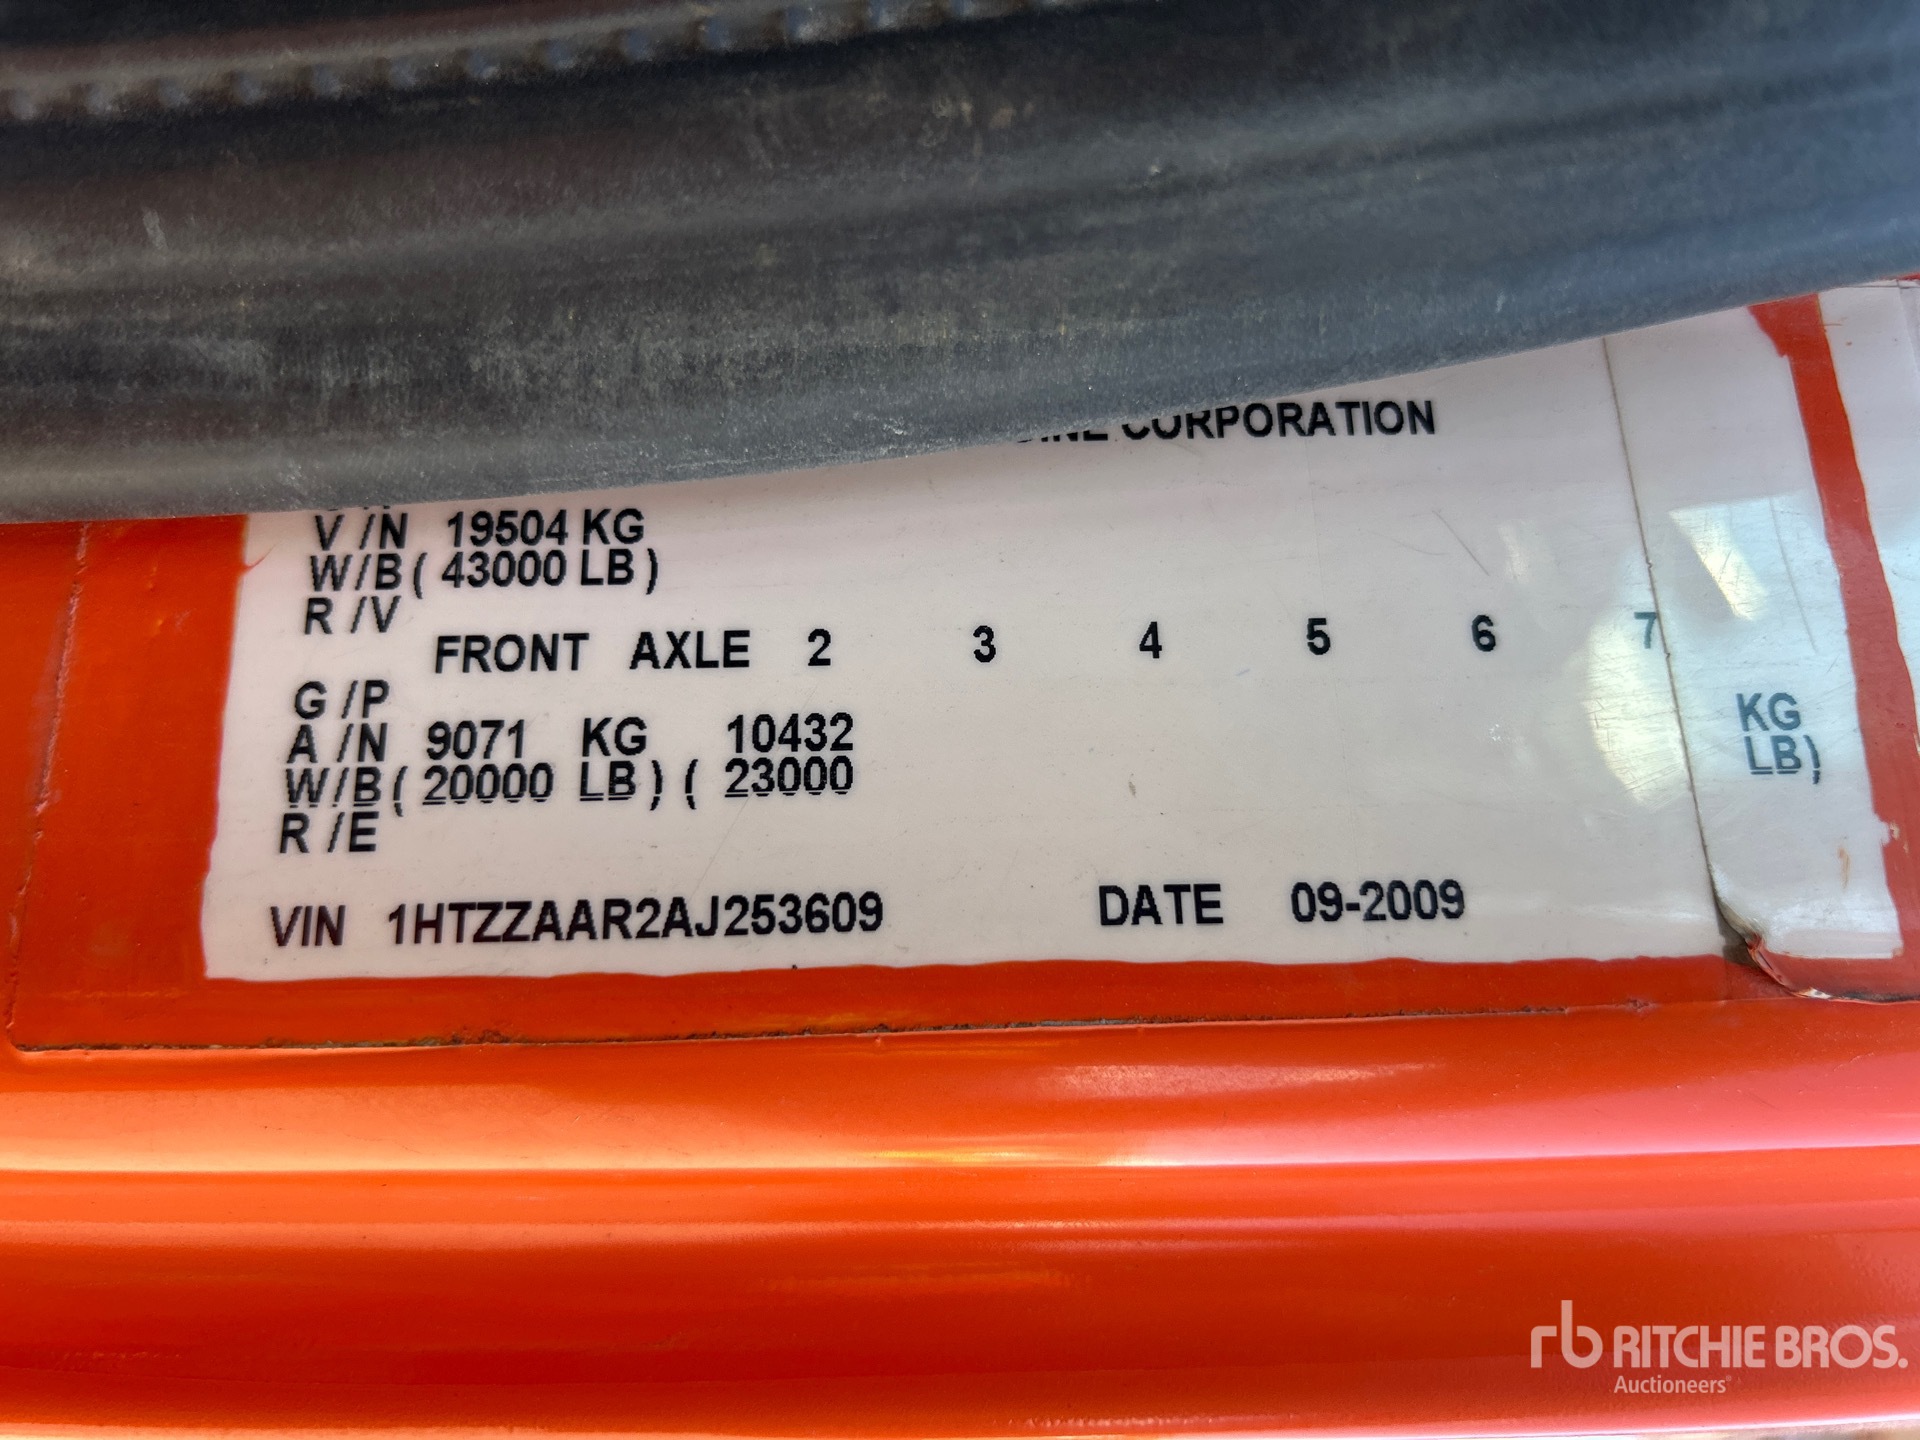 CORPORATION
V/N 19504 KG
W/B ( 43000 LB )
R/V
FRONT AXLE 2 3 4 5 6 7
G/P
A/N 9071 KG 10432 KG
W/B ( 20000 LB ) ( 23000 LB )
R/E
VIN 1HTZZAAR2AJ253609 DATE 09-2009
rb RITCHIE BROS.
Auctioneers